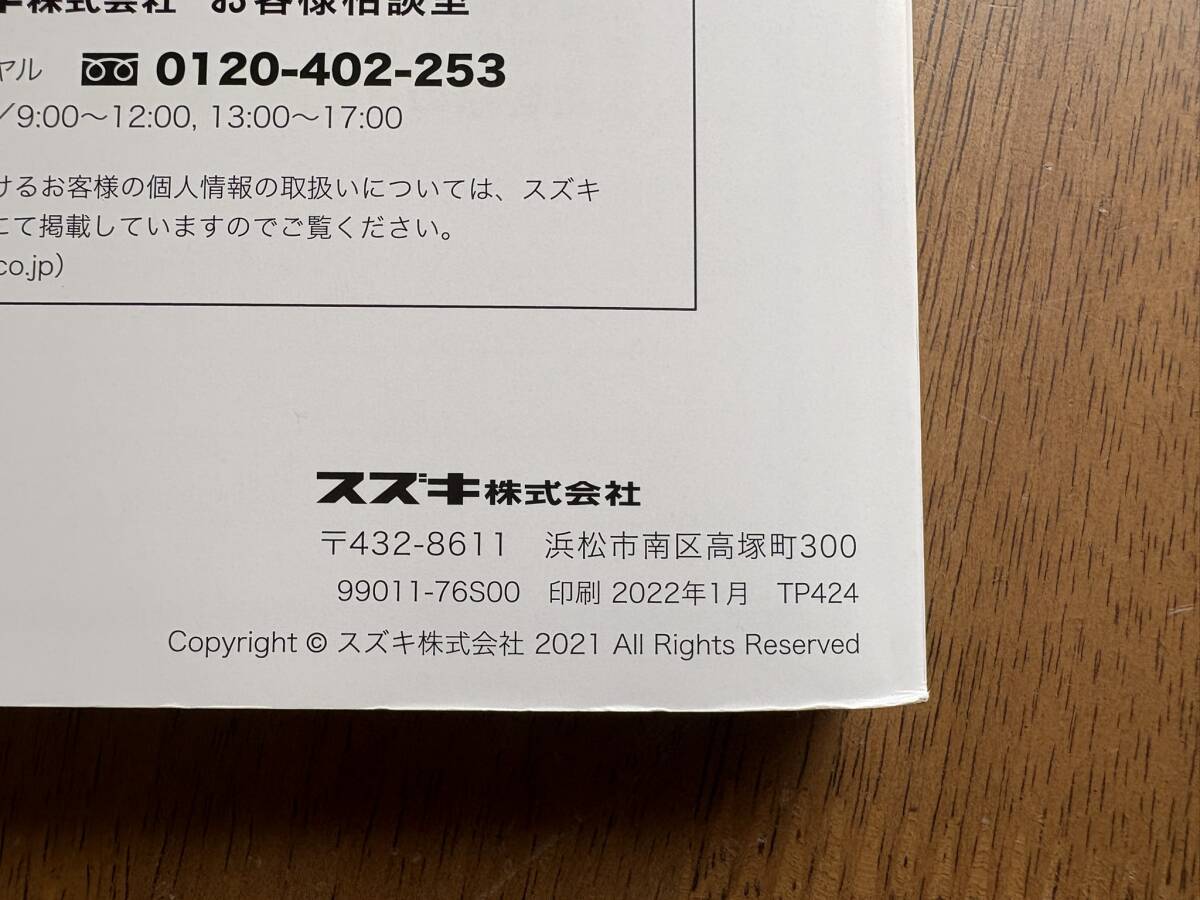 キ株式会社 お客様相談室
ヤル 0120-402-253
／9:00〜12:00, 13:00〜17:00
けるお客様の個人情報の取扱いについては、スズキ
にて掲載していますのでご覧ください。
co.jp）
スズキ株式会社
〒432-8611 浜松市南区高塚町300
99011-76S00 印刷 2022年1月 TP424
Copyright © スズキ株式会社 2021 All Rights Reserved